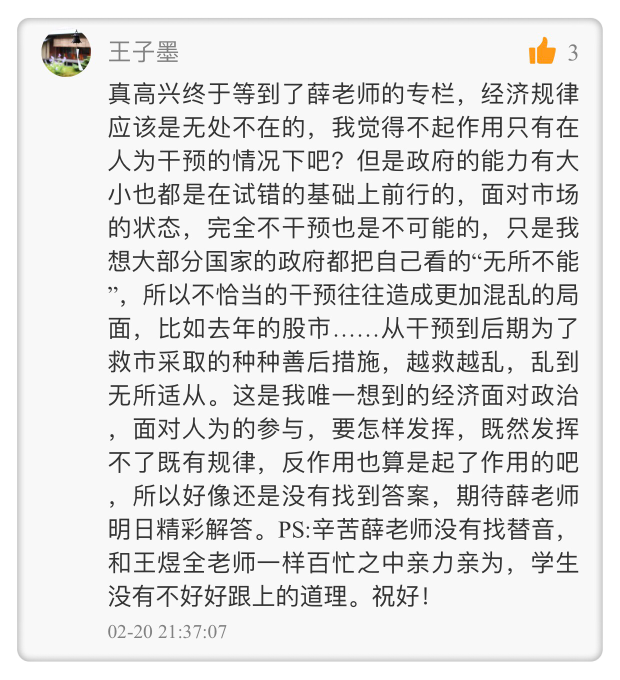 王子墨
3
真高兴终于等到了薛老师的专栏，经济规律
应该是无处不在的，我觉得不起作用只有在
人为干预的情况下吧？但是政府的能力有大
小也都是在试错的基础上前行的，面对市场
的状态，完全不干预也是不可能的，只是我
想大部分国家的政府都把自己看的“无所不能
”，所以不恰当的干预往往造成更加混乱的局
面，比如去年的股市……从干预到后期为了
救市采取的种种善后措施，越救越乱，乱到
无所适从。这是我唯一想到的经济面对政治
，面对人为的参与，要怎样发挥，既然发挥
不了既有规律，反作用也算是起了作用的吧
，所以好像还是没有找到答案，期待薛老师
明日精彩解答。PS:辛苦薛老师没有找替音，
和王煜全老师一样百忙之中亲力亲为，学生
没有不好好跟上的道理。祝好！
02-20 21:37:07